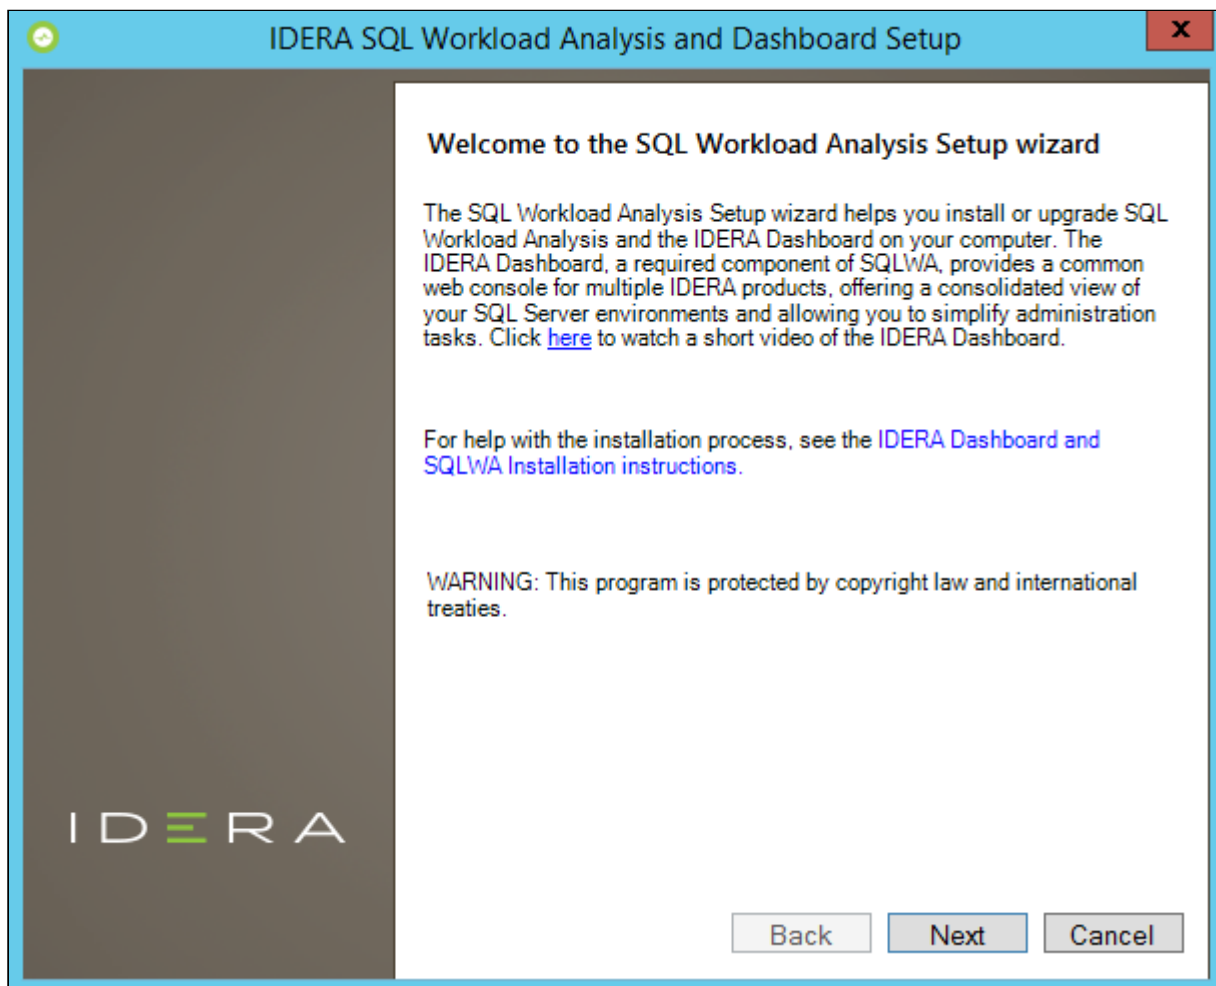 IDERA SQL Workload Analysis and Dashboard Setup
x
Welcome to the SQL Workload Analysis Setup wizard
The SQL Workload Analysis Setup wizard helps you install or upgrade SQL
Workload Analysis and the IDERA Dashboard on your computer. The
IDERA Dashboard, a required component of SQLWA, provides a common
web console for multiple IDERA products, offering a consolidated view of
your SQL Server environments and allowing you to simplify administration
tasks. Click here to watch a short video of the IDERA Dashboard.
For help with the installation process, see the IDERA Dashboard and
SQLWA Installation instructions.
WARNING: This program is protected by copyright law and international
treaties.
IDERA
Back Next Cancel